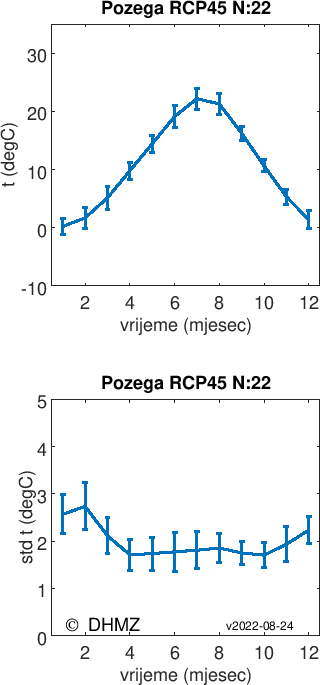 Pozega RCP45 N:22
30
20
10
0
-10
t (degC)
2 4 6 8 10 12
vrijeme (mjesec)
Pozega RCP45 N:22
5
4
3
2
1
0
std t (degC)
© DHMZ v2022-08-24
2 4 6 8 10 12
vrijeme (mjesec)